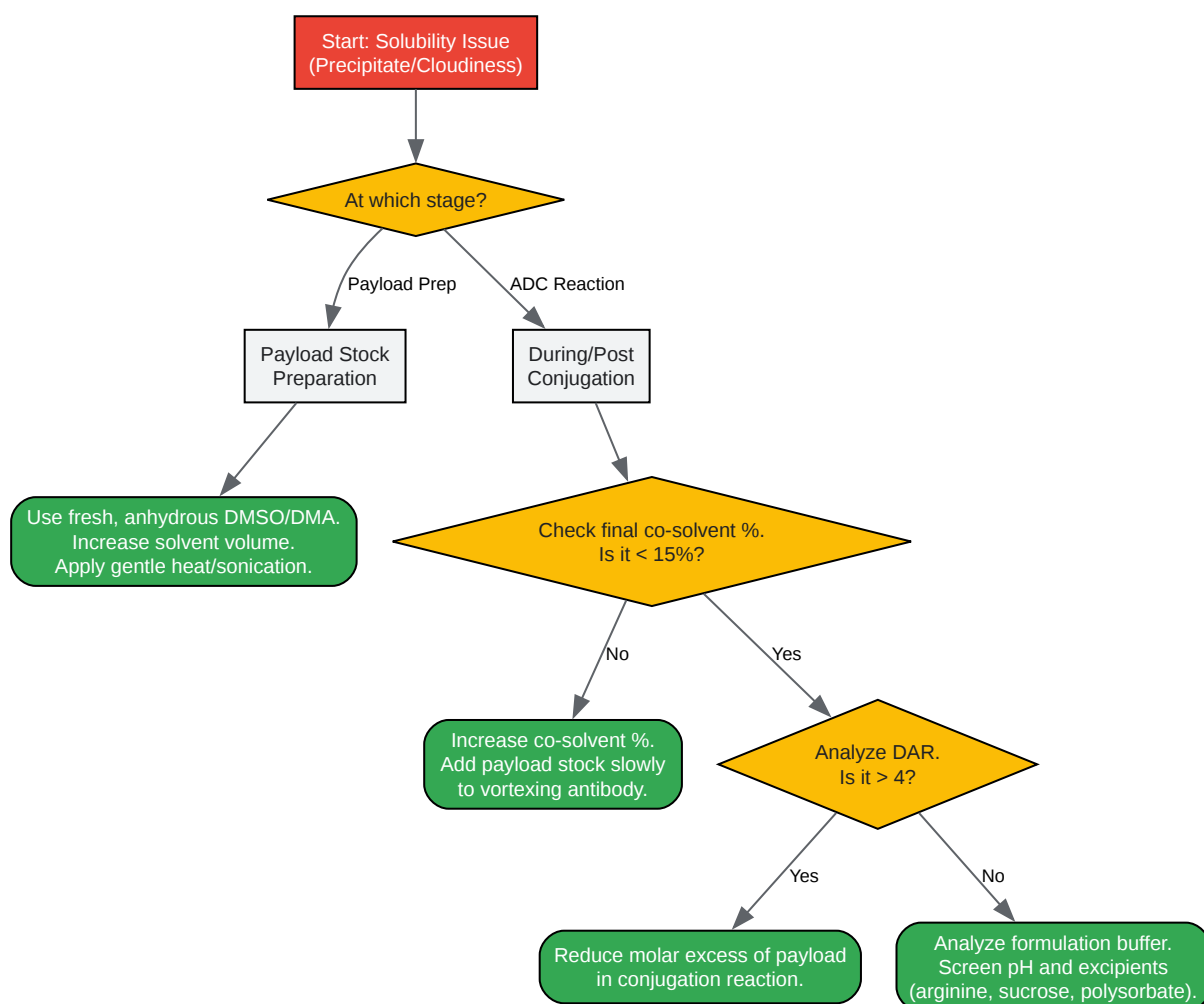 Start: Solubility Issue
(Precipitate/Cloudiness)
At which stage?
Payload Prep
ADC Reaction
Payload Stock
Preparation
During/Post
Conjugation
Use fresh, anhydrous DMSO/DMA.
Increase solvent volume.
Apply gentle heat/sonication.
Check final co-solvent %.
Is it < 15%?
No
Yes
Increase co-solvent %.
Add payload stock slowly
to vortexing antibody.
Analyze DAR.
Is it > 4?
Yes
No
Reduce molar excess of payload
in conjugation reaction.
Analyze formulation buffer.
Screen pH and excipients
(arginine, sucrose, polysorbate).